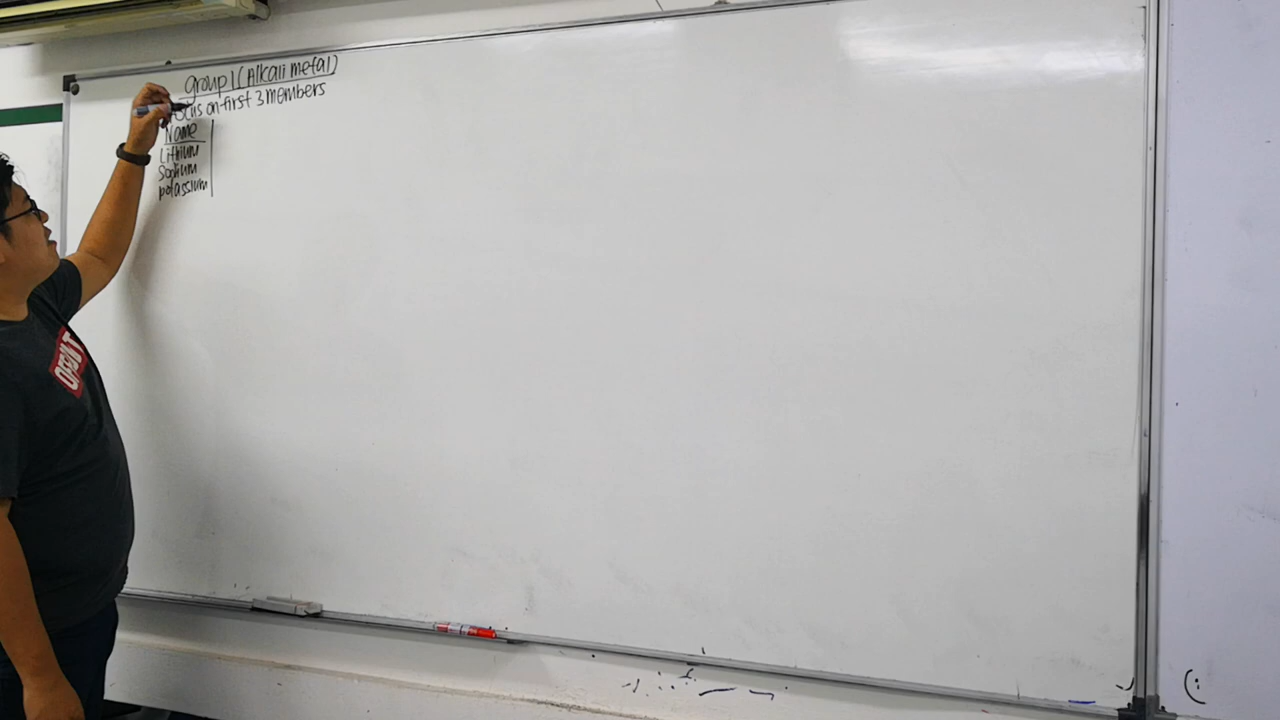 group 1 (Alkali metal)
Focus on first 3 members
Name
Lithium
Sodium
potassium